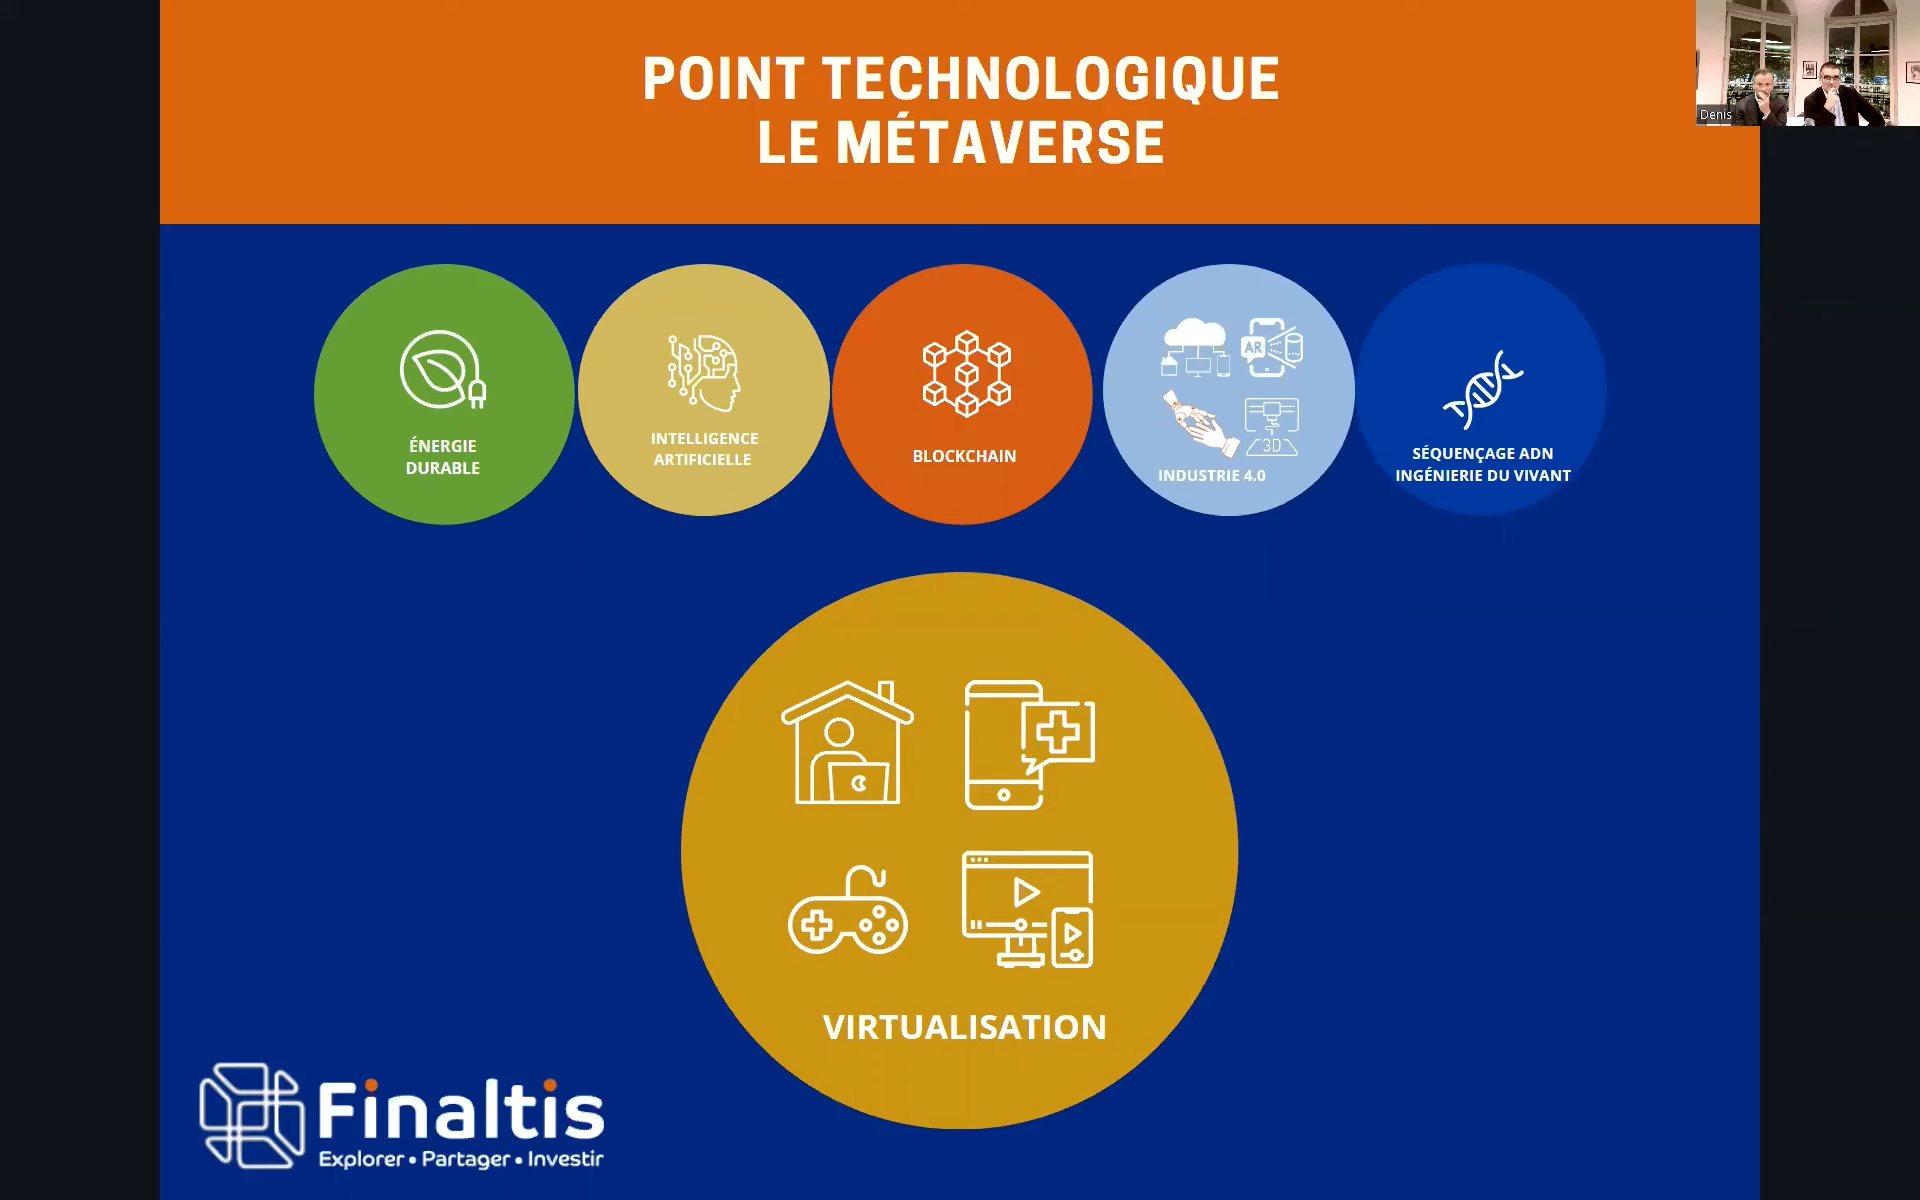 POINT TECHNOLOGIQUE
LE MÉTAVERSE
Denis
ÉNERGIE
DURABLE
INTELLIGENCE
ARTIFICIELLE
BLOCKCHAIN
AR
3D
INDUSTRIE 4.0
SÉQUENÇAGE ADN
INGÉNIERIE DU VIVANT
VIRTUALISATION
Finaltis
Explorer • Partager • Investir